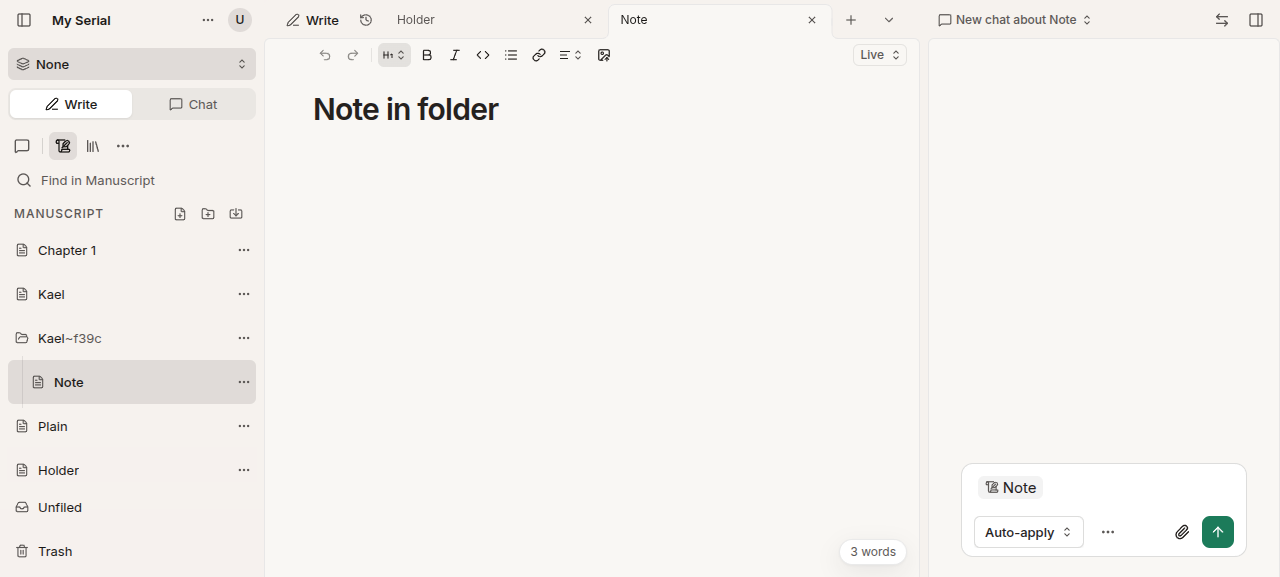 My Serial
U
Write
Holder
Note
New chat about Note
None
H1
Live
Write
Chat
Note in folder
Find in Manuscript
MANUSCRIPT
Chapter 1
Kael
Kael~f39c
Note
Plain
Holder
Unfiled
Trash
Note
Auto-apply
3 words